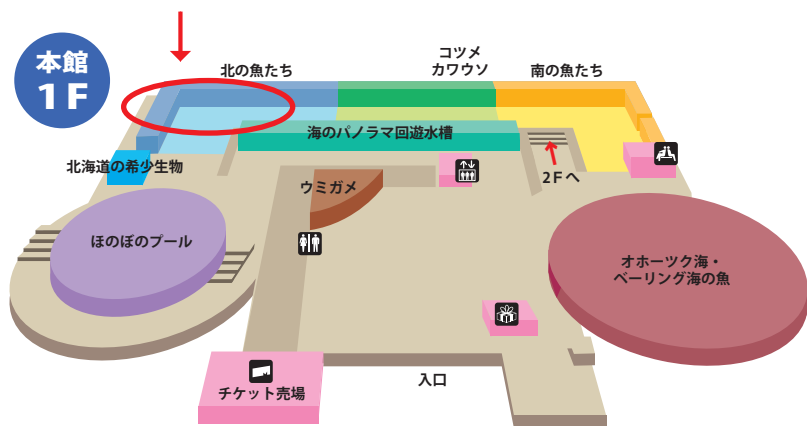 本館
1F
北の魚たち
コツメ
カワウソ
南の魚たち
海のパノラマ回遊水槽
北海道の希少生物
2Fへ
ウミガメ
ほのぼのプール
オホーツク海・
ベーリング海の魚
入口
チケット売場